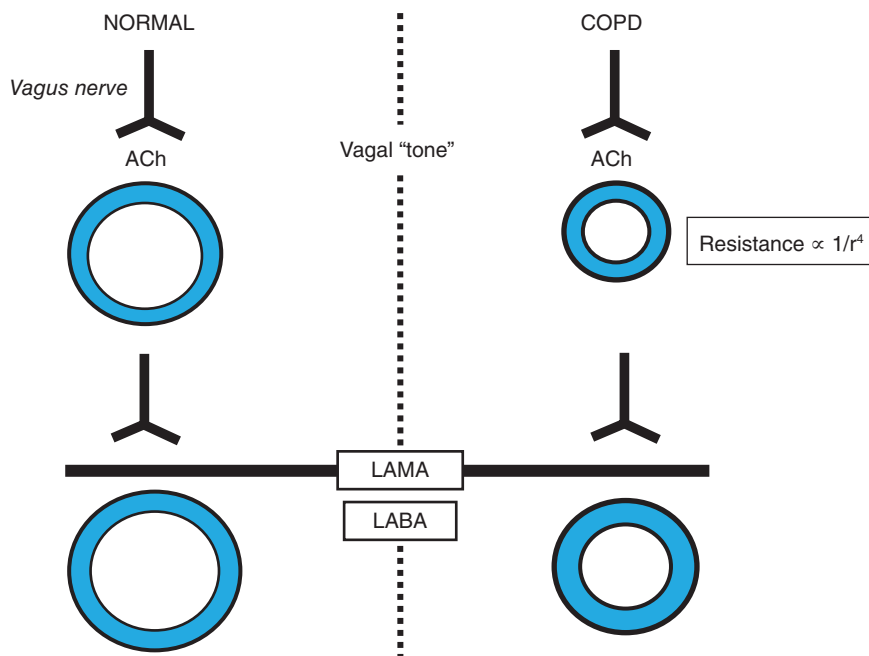 NORMAL
COPD
Vagus nerve
Vagal “tone”
ACh
ACh
Resistance ∝ 1/r⁴
LAMA
LABA